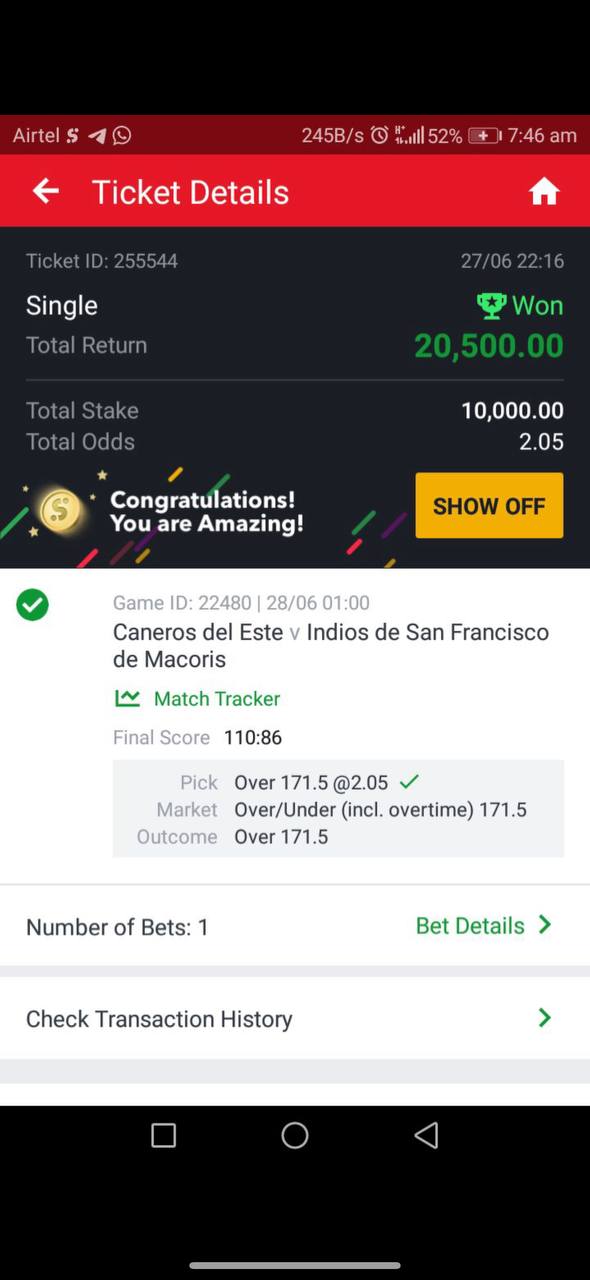 Airtel 245B/s H+ 52% 7:46 am
Ticket Details
Ticket ID: 255544 27/06 22:16
Single Won
Total Return 20,500.00
Total Stake 10,000.00
Total Odds 2.05
Congratulations!
You are Amazing!
SHOW OFF
Game ID: 22480 | 28/06 01:00
Caneros del Este v Indios de San Francisco
de Macoris
Match Tracker
Final Score 110:86
Pick Over 171.5 @2.05
Market Over/Under (incl. overtime) 171.5
Outcome Over 171.5
Number of Bets: 1 Bet Details
Check Transaction History